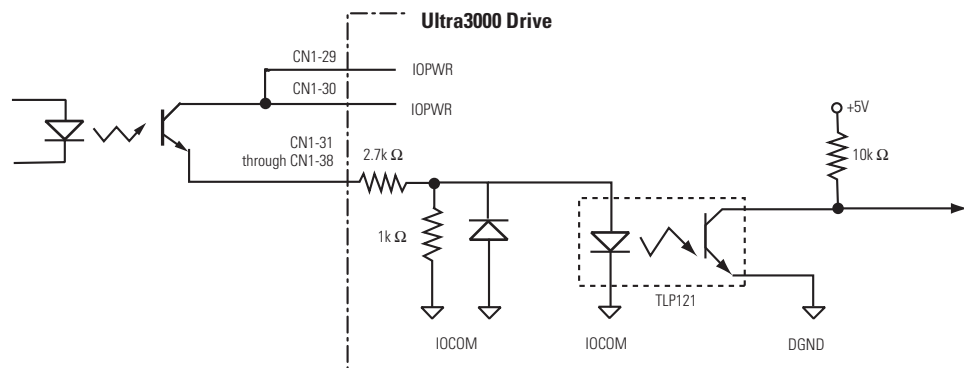 Ultra3000 Drive
CN1-29
IOPWR
CN1-30
IOPWR
+5V
CN1-31
through CN1-38
2.7k Ω
10k Ω
1k Ω
TLP121
IOCOM
IOCOM
DGND